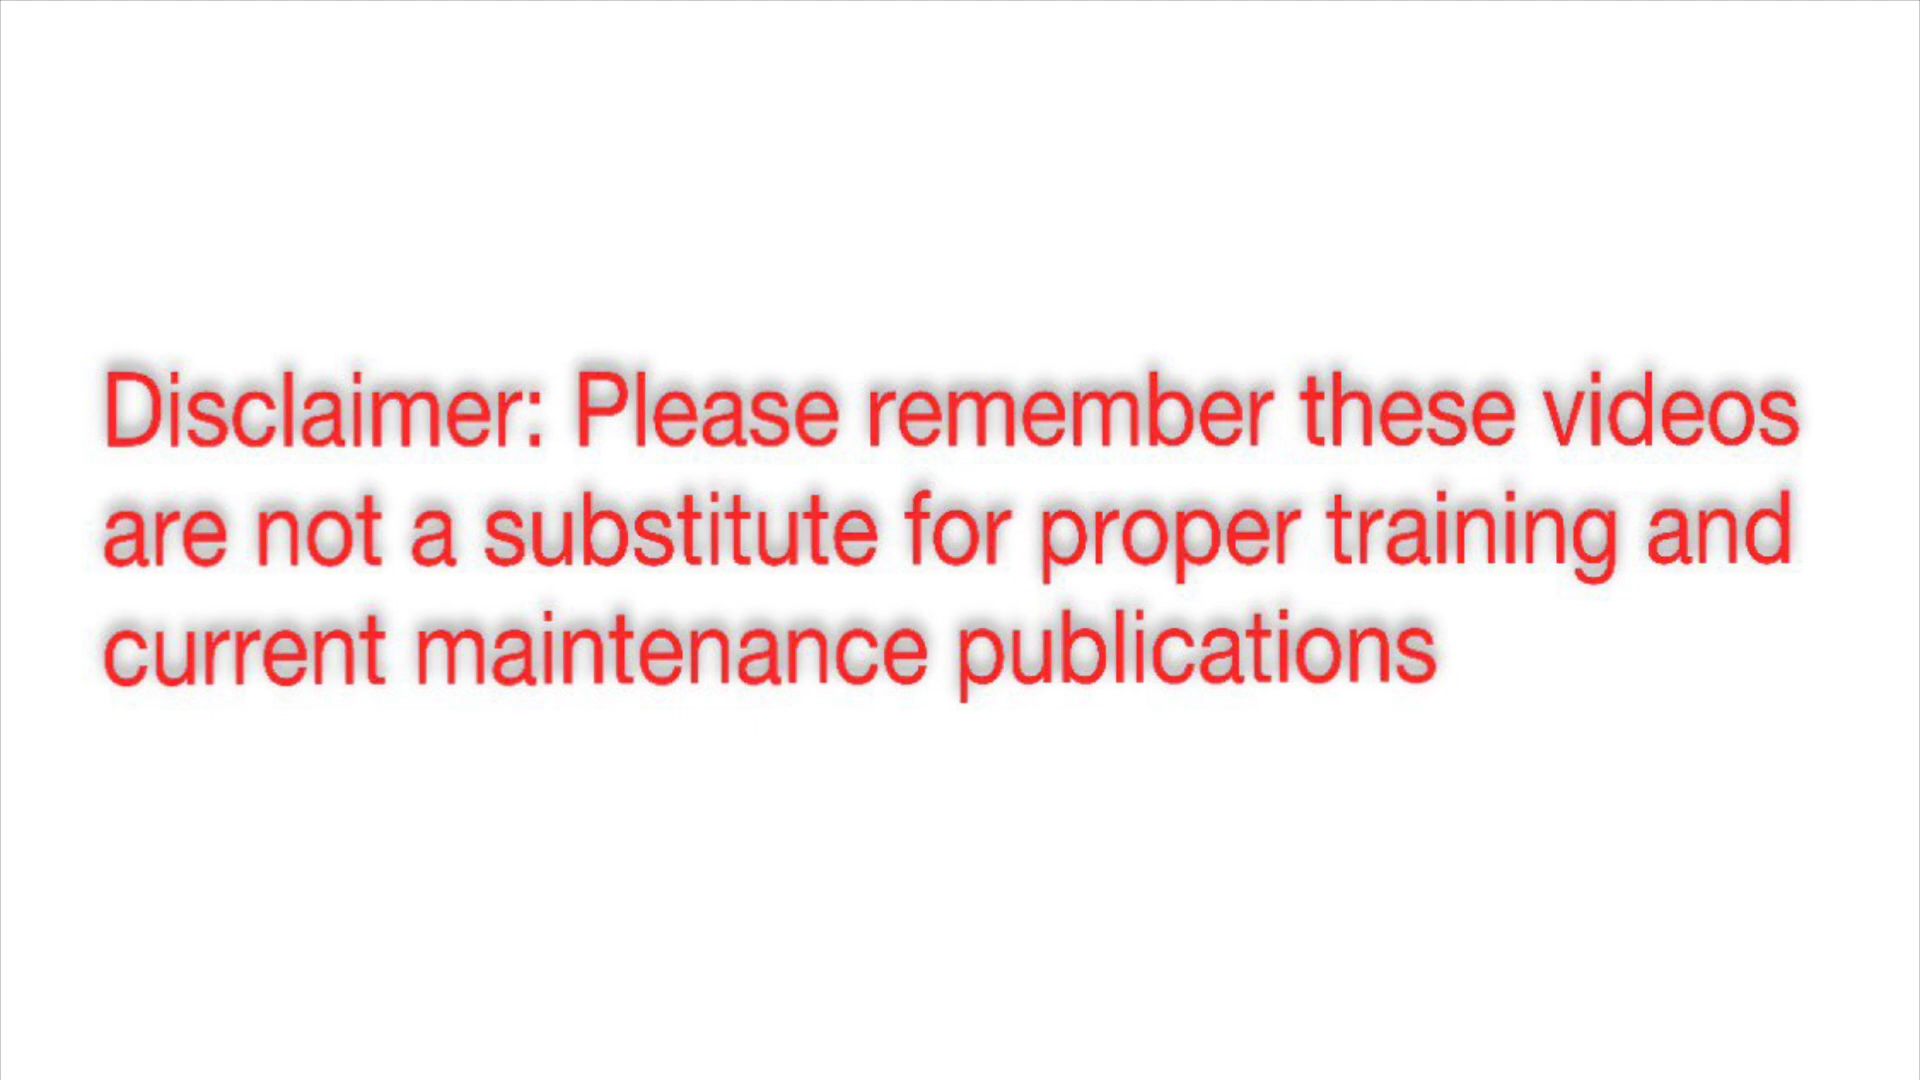 Disclaimer: Please remember these videos
are not a substitute for proper training and
current maintenance publications